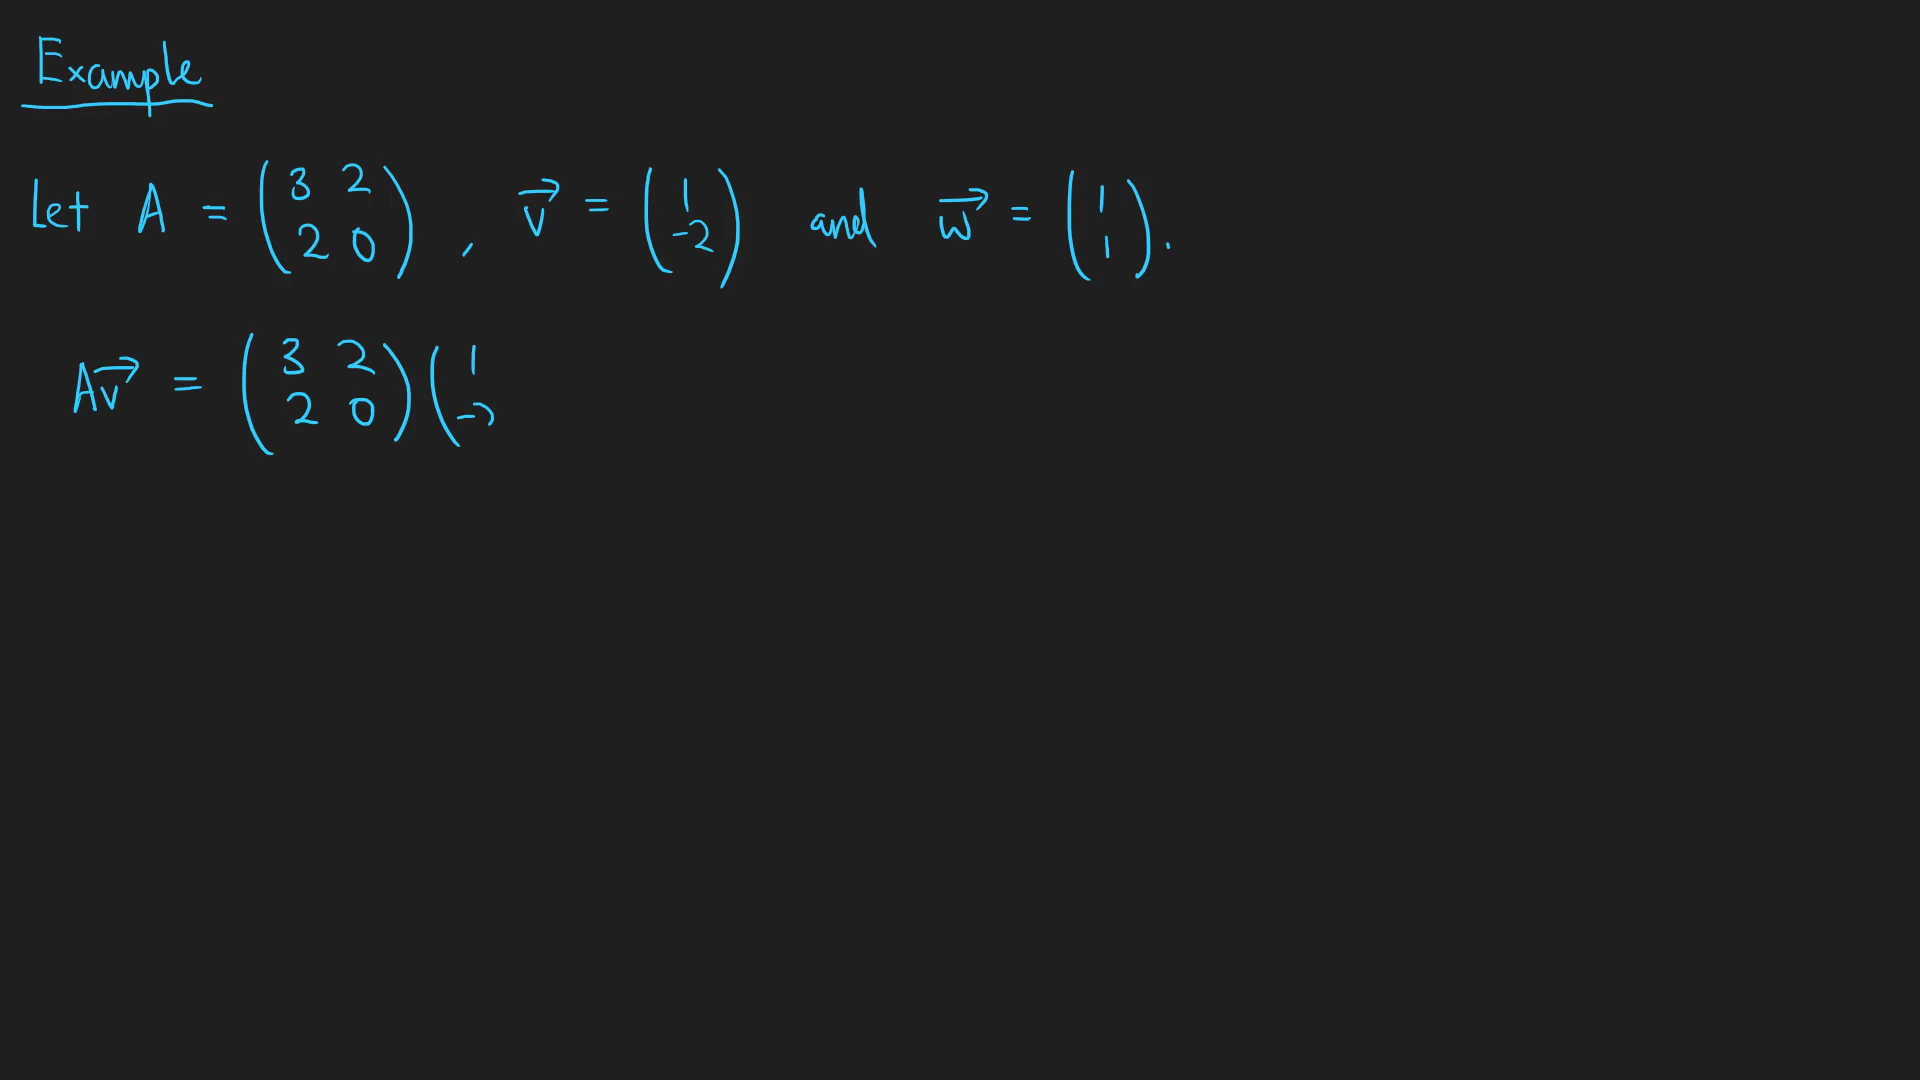 Example
Let A = (3 2
2 0), v⃗ = (1
-2) and w⃗ = (1
1).
Av⃗ = (3 2
2 0)(1
-